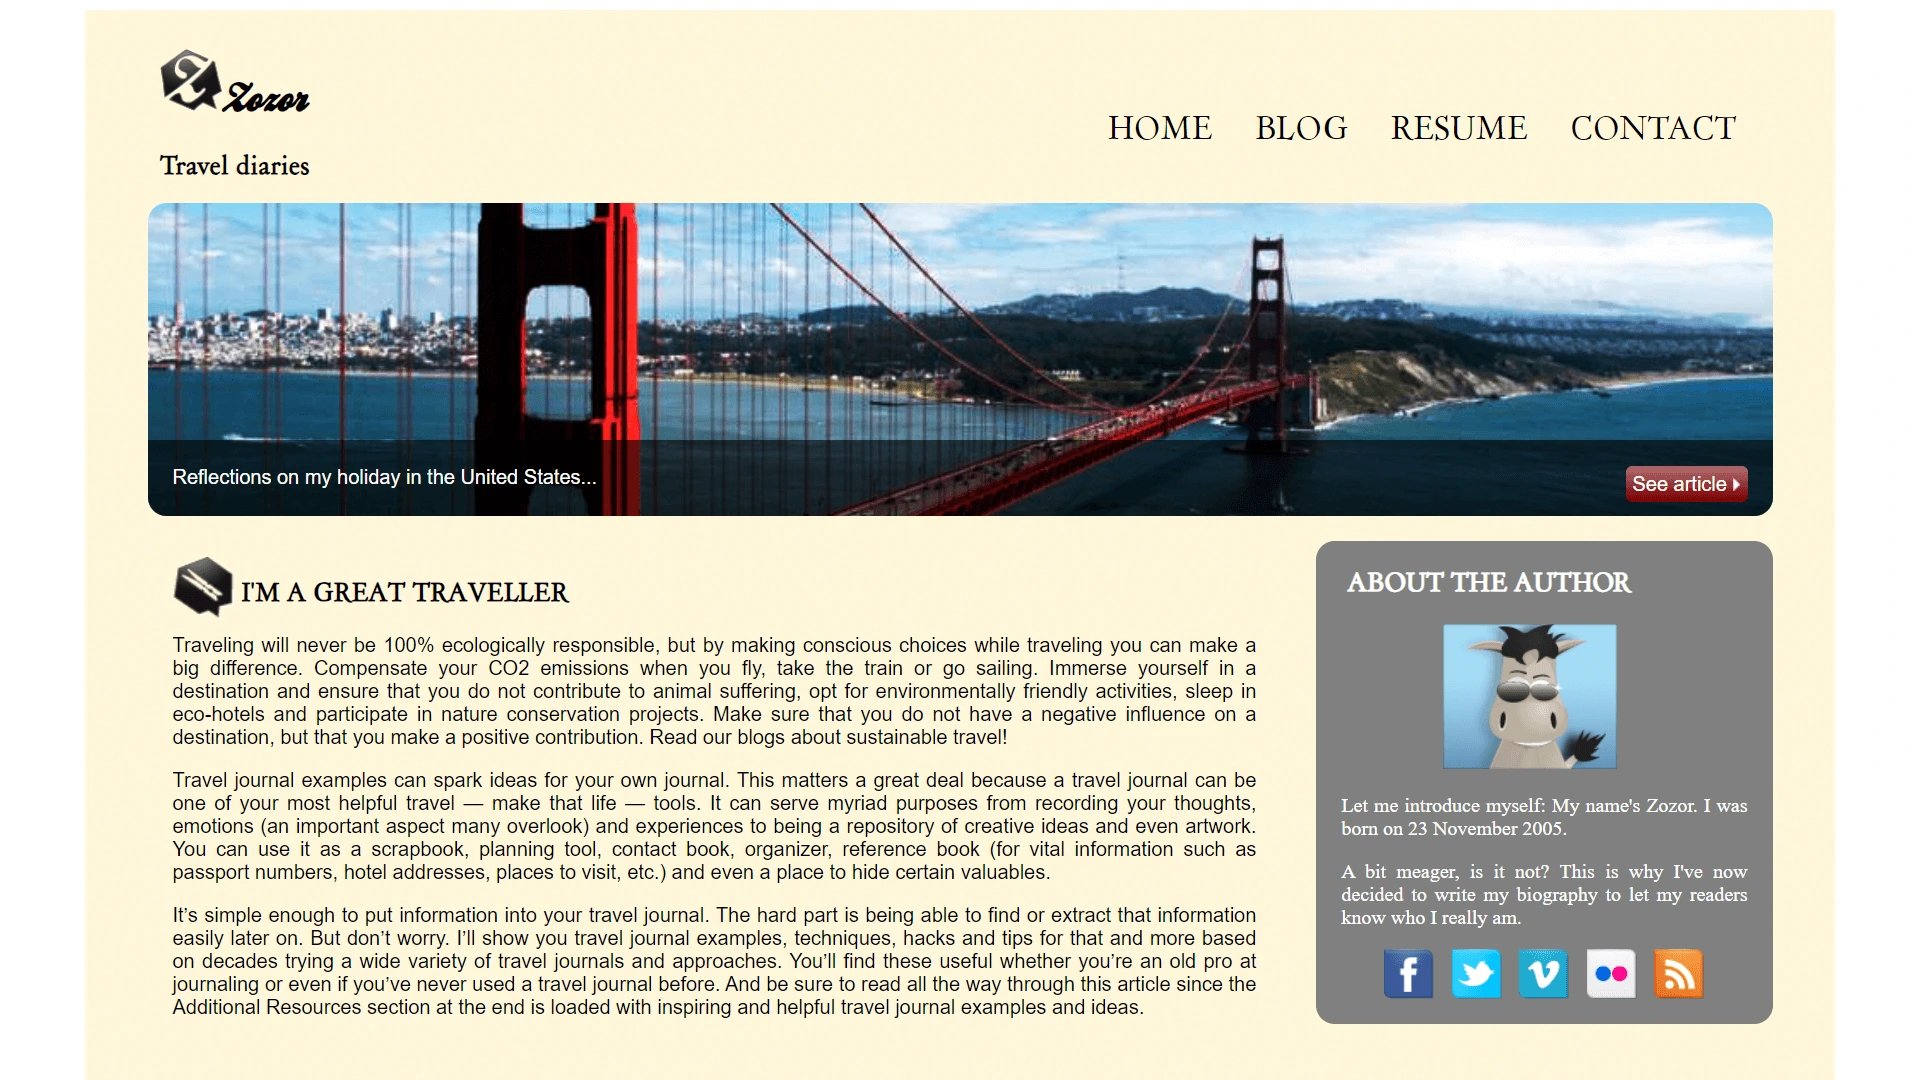 Zozor
Travel diaries
HOME BLOG RESUME CONTACT
Reflections on my holiday in the United States...
See article
I'M A GREAT TRAVELLER
Traveling will never be 100% ecologically responsible, but by making conscious choices while traveling you can make a
big difference. Compensate your CO2 emissions when you fly, take the train or go sailing. Immerse yourself in a
destination and ensure that you do not contribute to animal suffering, opt for environmentally friendly activities, sleep in
eco-hotels and participate in nature conservation projects. Make sure that you do not have a negative influence on a
destination, but that you make a positive contribution. Read our blogs about sustainable travel!
Travel journal examples can spark ideas for your own journal. This matters a great deal because a travel journal can be
one of your most helpful travel — make that life — tools. It can serve myriad purposes from recording your thoughts,
emotions (an important aspect many overlook) and experiences to being a repository of creative ideas and even artwork.
You can use it as a scrapbook, planning tool, contact book, organizer, reference book (for vital information such as
passport numbers, hotel addresses, places to visit, etc.) and even a place to hide certain valuables.
It’s simple enough to put information into your travel journal. The hard part is being able to find or extract that information
easily later on. But don’t worry. I’ll show you travel journal examples, techniques, hacks and tips for that and more based
on decades trying a wide variety of travel journals and approaches. You’ll find these useful whether you’re an old pro at
journaling or even if you’ve never used a travel journal before. And be sure to read all the way through this article since the
Additional Resources section at the end is loaded with inspiring and helpful travel journal examples and ideas.
ABOUT THE AUTHOR
Let me introduce myself: My name's Zozor. I was
born on 23 November 2005.
A bit meager, is it not? This is why I've now
decided to write my biography to let my readers
know who I really am.